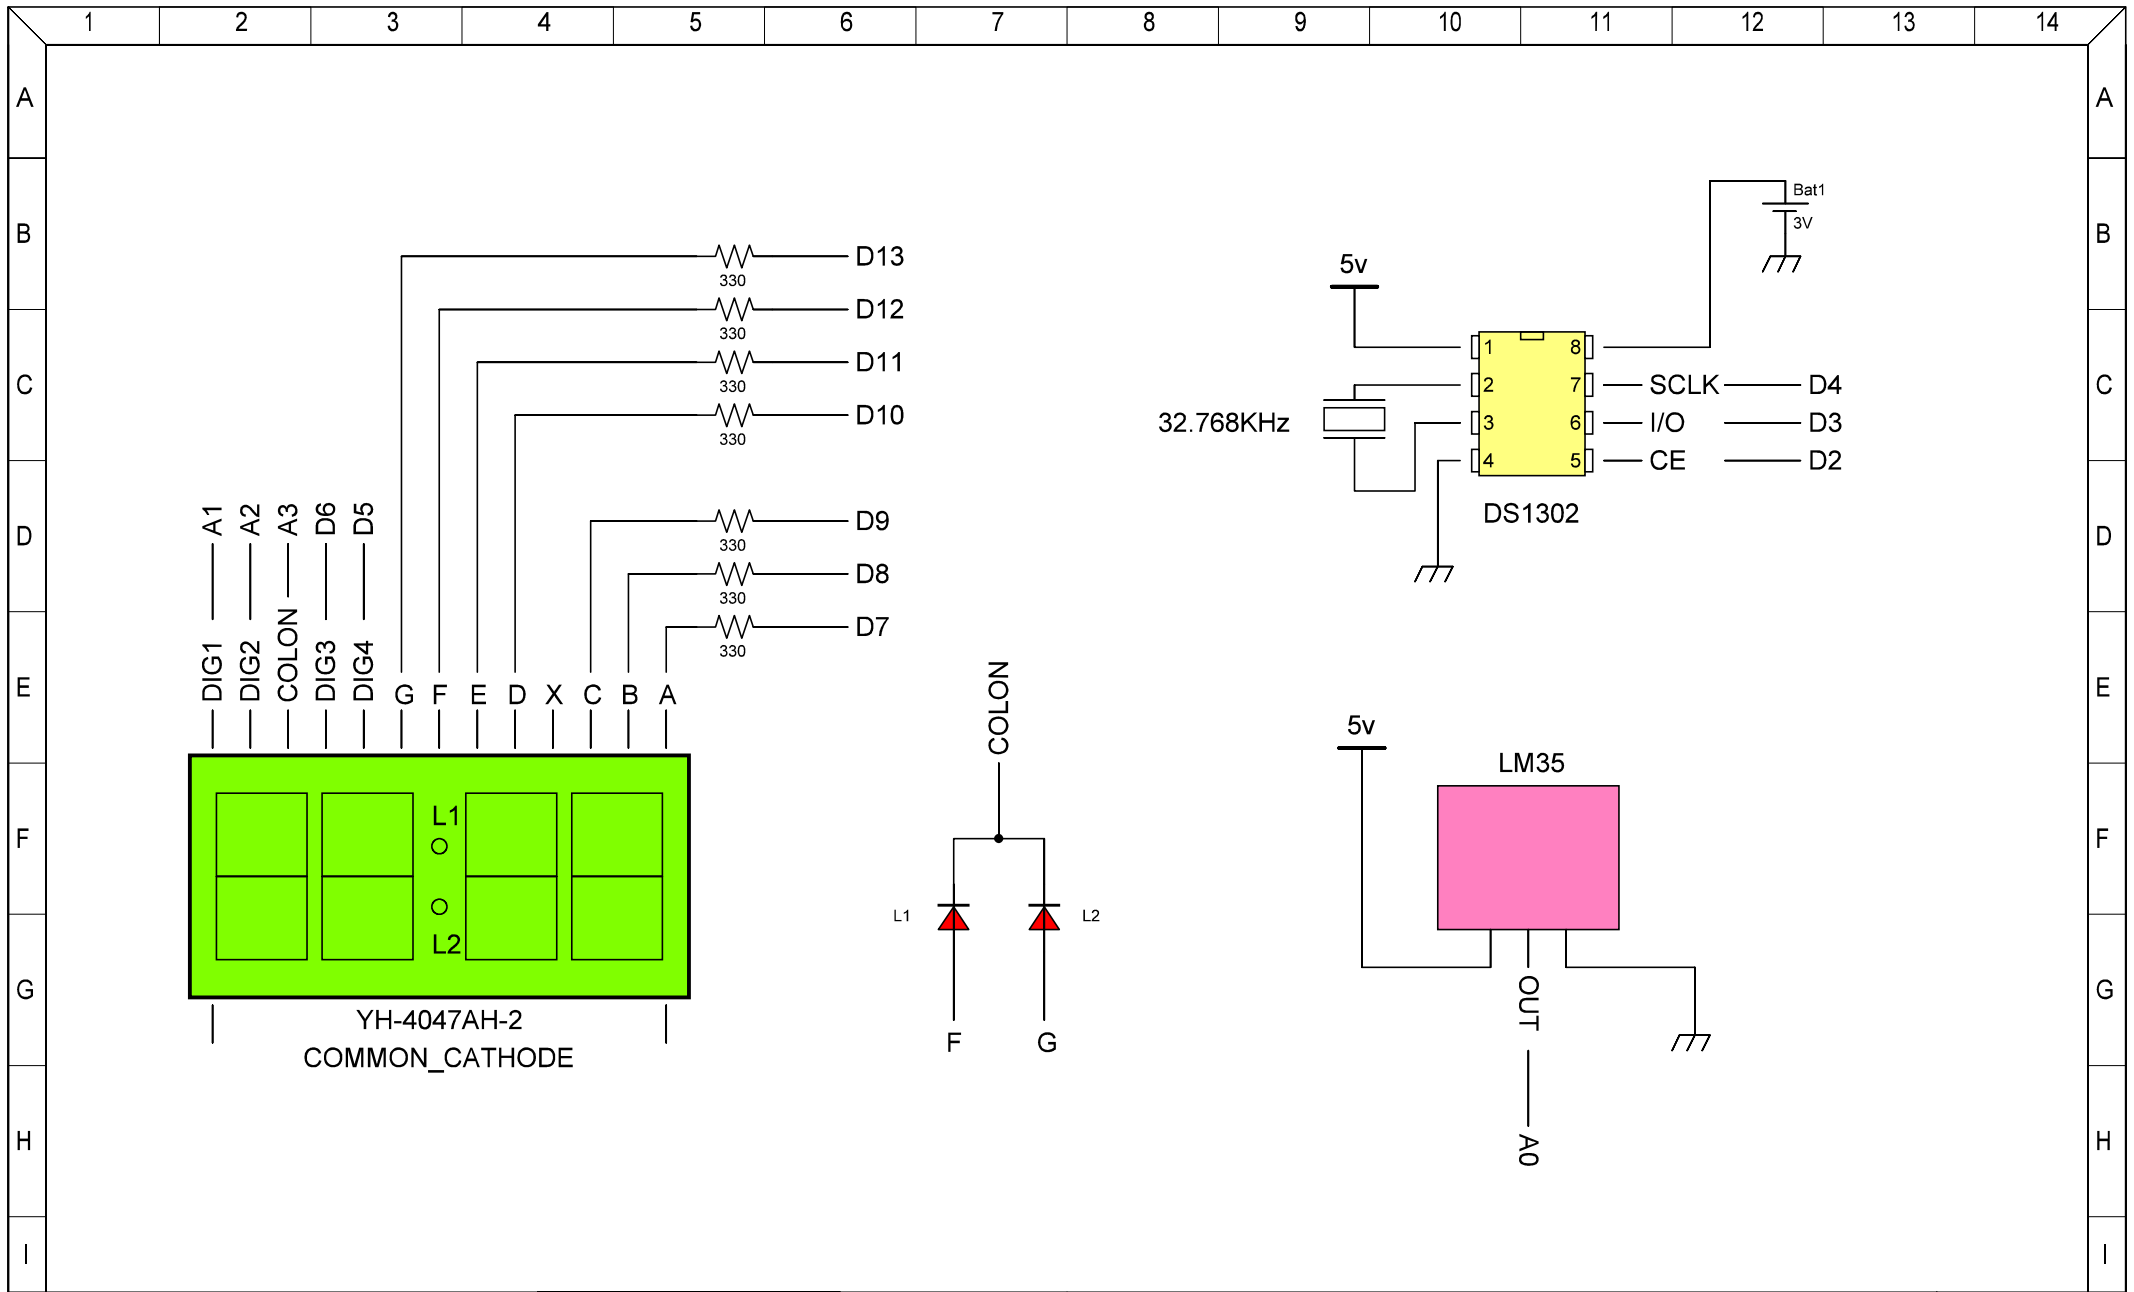 1 2 3 4 5 6 7 8 9 10 11 12 13 14
A A
B B
C C
D D
E E
F F
G G
H H
I I
D13
330
D12
330
D11
330
D10
330
D9
330
D8
330
D7
330
A1 A2 A3 D6 D5
DIG1 DIG2 COLON DIG3 DIG4 G F E D X C B A
L1
L2
YH-4047AH-2
COMMON_CATHODE
COLON
L1 L2
F G
Bat1
3V
5v
1 8
2 7 SCLK D4
32.768KHz 3 6 I/O D3
4 5 CE D2
DS1302
5v
LM35
OUT
A0